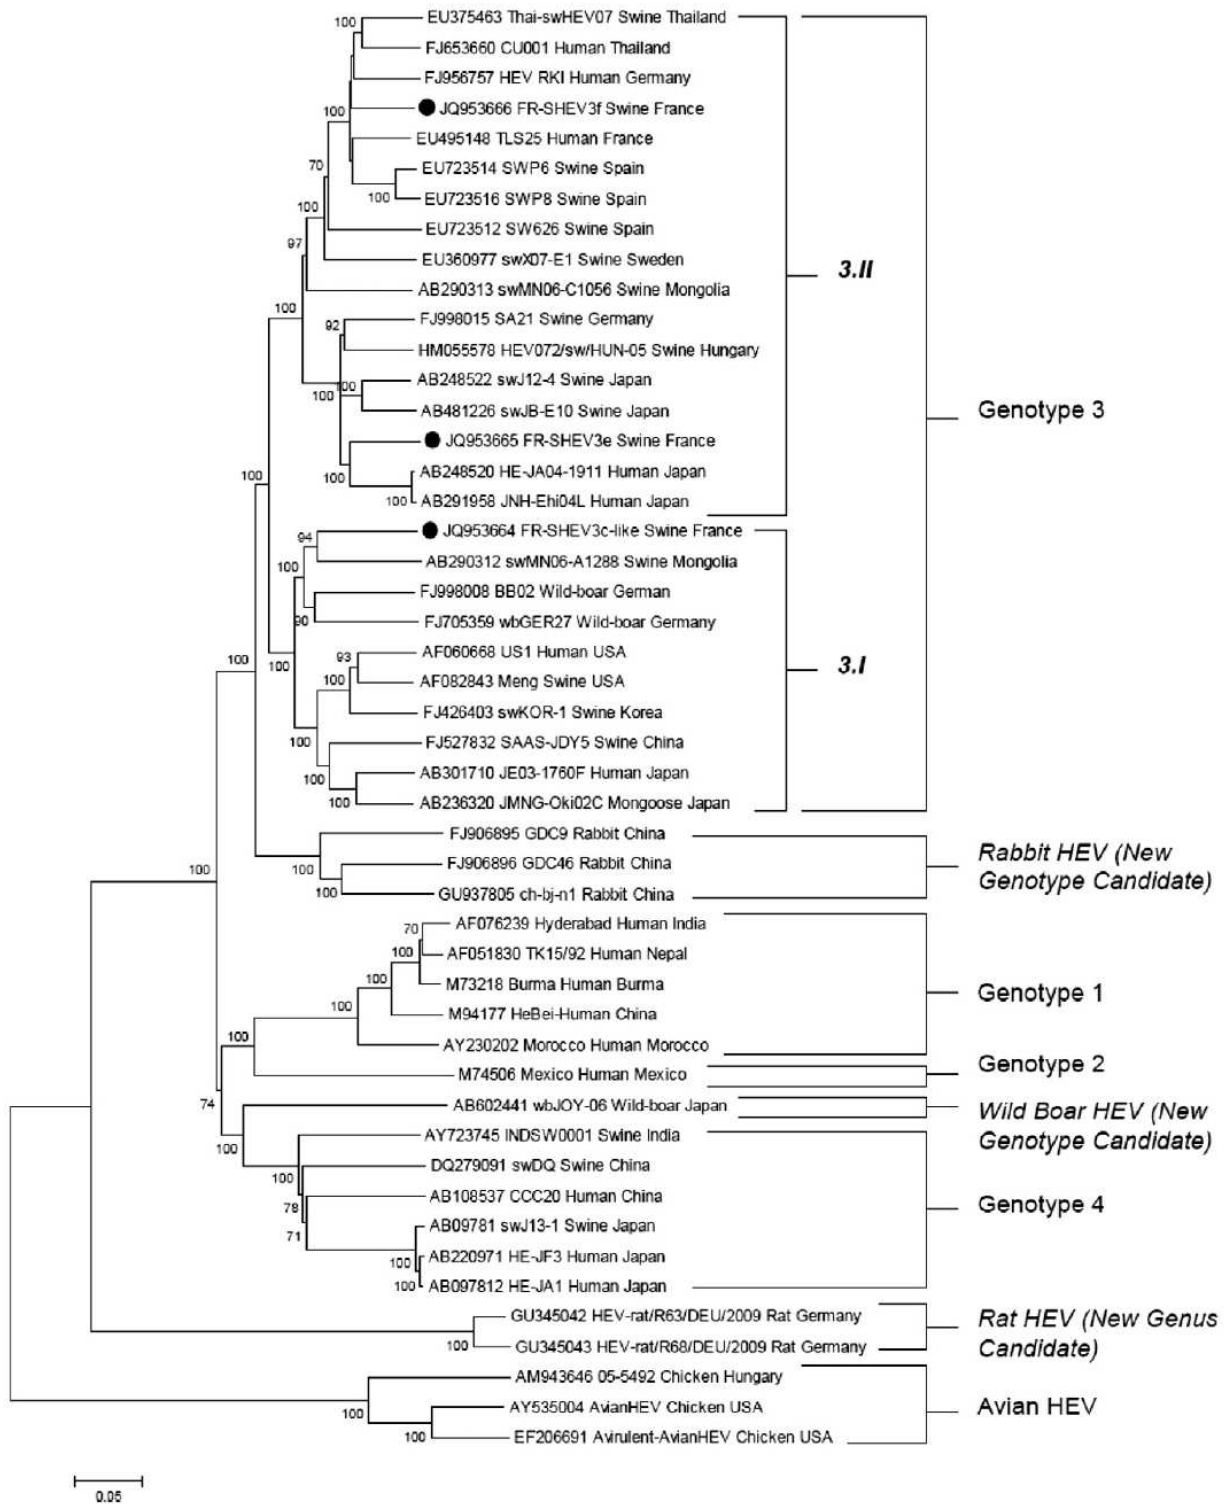 100
EU375463 Thai-swHEV07 Swine Thailand
FJ653660 CU001 Human Thailand
FJ956757 HEV RKI Human Germany
100
JQ953666 FR-SHEV3f Swine France
EU495148 TLS25 Human France
70
EU723514 SWP6 Swine Spain
100
EU723516 SWP8 Swine Spain
100
EU723512 SW626 Swine Spain
97
EU360977 swX07-E1 Swine Sweden
3.II
AB290313 swMN06-C1056 Swine Mongolia
100
92
FJ998015 SA21 Swine Germany
HM055578 HEV072/sw/HUN-05 Swine Hungary
100
100
AB248522 swJ12-4 Swine Japan
AB481226 swJB-E10 Swine Japan
Genotype 3
JQ953665 FR-SHEV3e Swine France
100
100
AB248520 HE-JA04-1911 Human Japan
100
AB291958 JNH-Ehi04L Human Japan
94
JQ953664 FR-SHEV3c-like Swine France
100
AB290312 swMN06-A1288 Swine Mongolia
FJ998008 BB02 Wild-boar German
90
FJ705359 wbGER27 Wild-boar Germany
100
100
93
AF060668 US1 Human USA
3.I
100
AF082843 Meng Swine USA
FJ426403 swKOR-1 Swine Korea
100
FJ527832 SAAS-JDY5 Swine China
100
AB301710 JE03-1760F Human Japan
100
AB236320 JMNG-Oki02C Mongoose Japan
FJ906895 GDC9 Rabbit China
100
100
FJ906896 GDC46 Rabbit China
Rabbit HEV (New
Genotype Candidate)
100
GU937805 ch-bj-n1 Rabbit China
70
AF076239 Hyderabad Human India
100
AF051830 TK15/92 Human Nepal
100
M73218 Burma Human Burma
Genotype 1
100
M94177 HeBei-Human China
100
AY230202 Morocco Human Morocco
M74506 Mexico Human Mexico
Genotype 2
74
AB602441 wbJOY-06 Wild-boar Japan
Wild Boar HEV (New
Genotype Candidate)
100
AY723745 INDSW0001 Swine India
100
DQ279091 swDQ Swine China
78
AB108537 CCC20 Human China
Genotype 4
71
AB09781 swJ13-1 Swine Japan
100
AB220971 HE-JF3 Human Japan
100
AB097812 HE-JA1 Human Japan
GU345042 HEV-rat/R63/DEU/2009 Rat Germany
Rat HEV (New Genus
Candidate)
100
GU345043 HEV-rat/R68/DEU/2009 Rat Germany
AM943646 05-5492 Chicken Hungary
100
AY535004 AvianHEV Chicken USA
Avian HEV
100
EF206691 Avirulent-AvianHEV Chicken USA
0.05